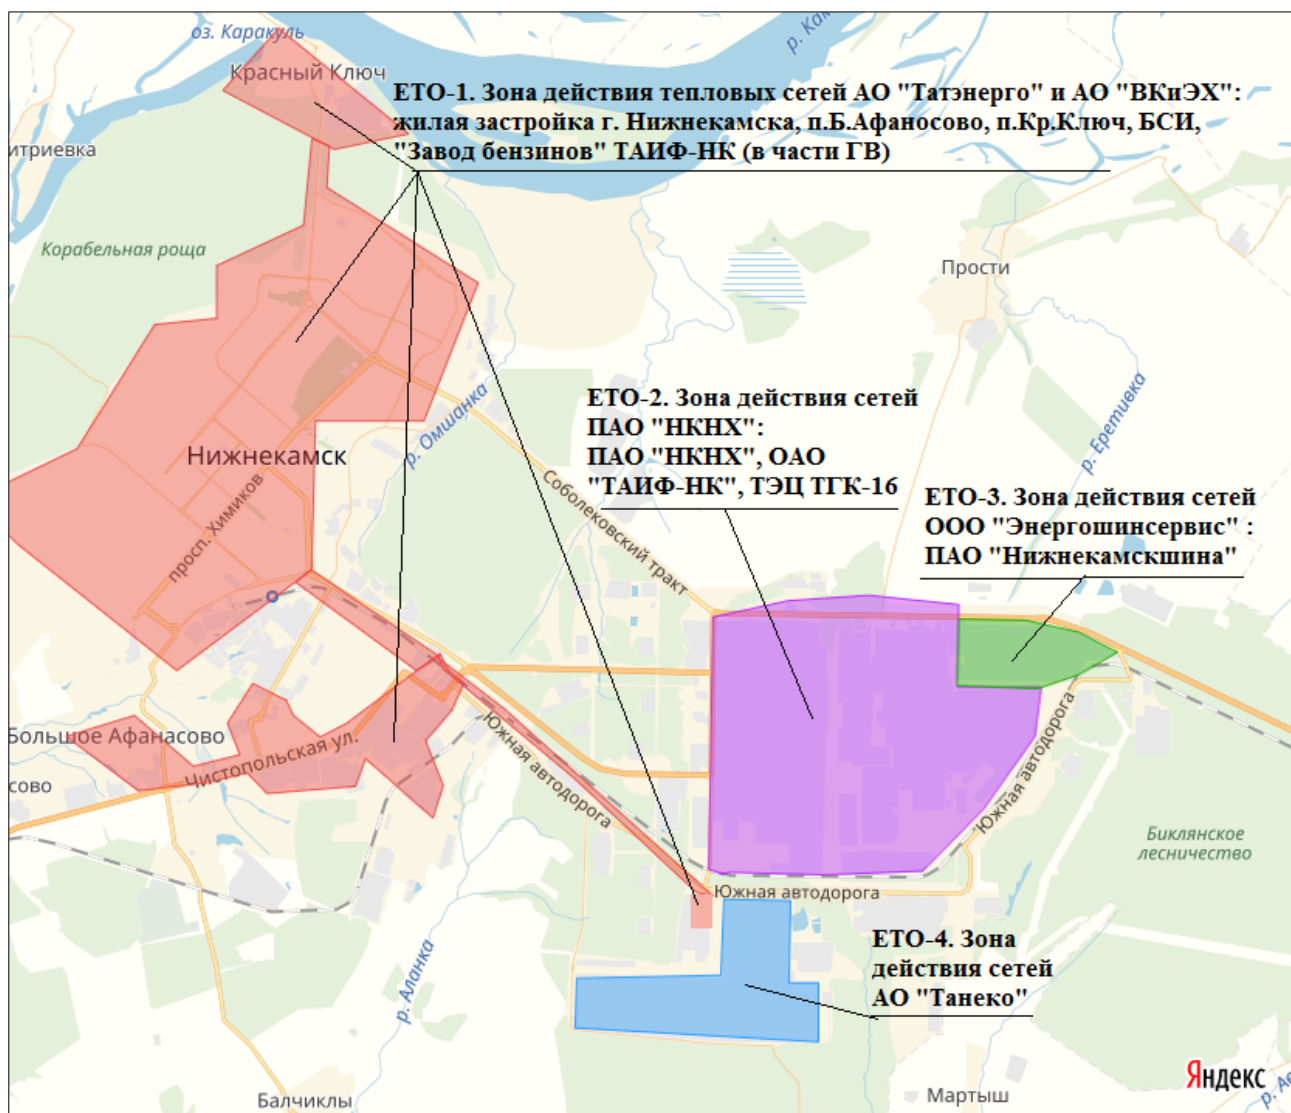 оз. Каракуль
р. Кам
Красный Ключ
ЕТО-1. Зона действия тепловых сетей АО "Татэнерго" и АО "ВКиЭХ":
жилая застройка г. Нижнекамска, п.Б.Афаносово, п.Кр.Ключ, БСИ,
"Завод бензинов" ТАИФ-НК (в части ГВ)
итриевка
Корабельная роща
Прости
р. Омшанка
ЕТО-2. Зона действия сетей
ПАО "НКНХ":
ПАО "НКНХ", ОАО
"ТАИФ-НК", ТЭЦ ТГК-16
р. Еретивка
Нижнекамск
просп. Химиков
Соболековский тракт
ЕТО-3. Зона действия сетей
ООО "Энергошинсервис" :
ПАО "Нижнекамскшина"
Большое Афанасово
Чистопольская ул.
сово
Южная автодорога
Южная автодорога
Биклянское
лесничество
Южная автодорога
р. Аланка
ЕТО-4. Зона
действия сетей
АО "Танеко"
Яндекс
Мартыш
Балчиклы
р. Ав